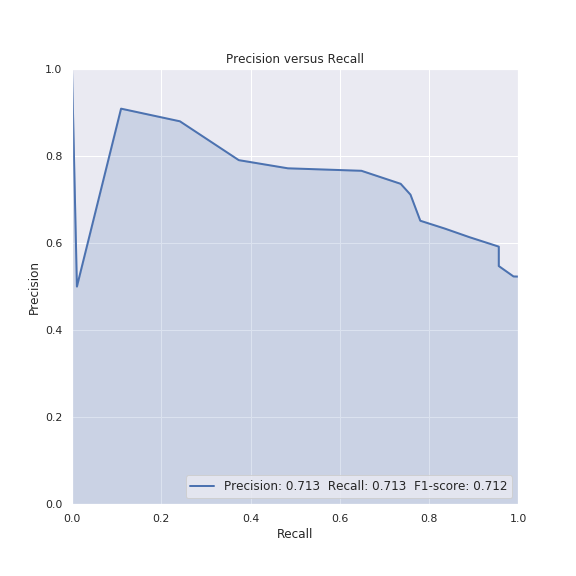 Precision versus Recall
1.0
0.8
0.6
0.4
0.2
0.0
Precision
Precision: 0.713  Recall: 0.713  F1-score: 0.712
0.0 0.2 0.4 0.6 0.8 1.0
Recall